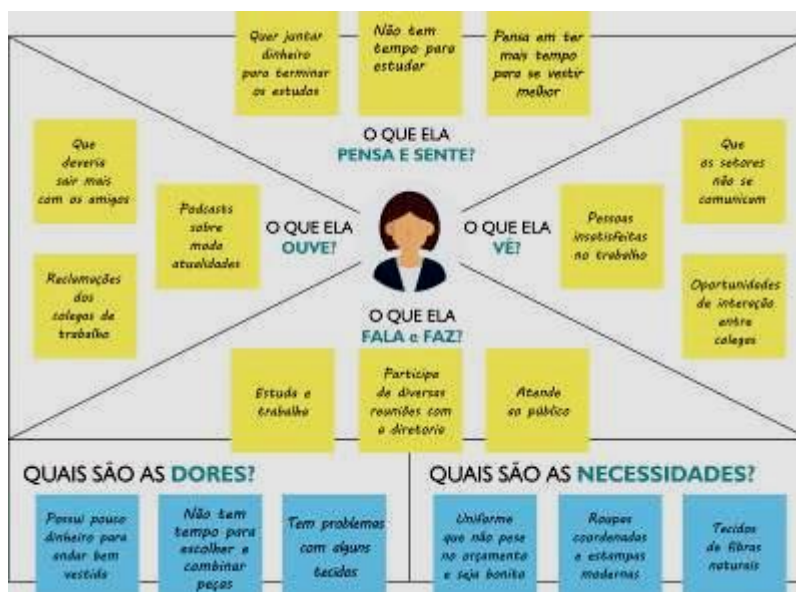 Quer juntar
dinheiro
para terminar
os estudos
Não tem
tempo para
estudar
Pensa em ter
mais tempo
para se vestir
melhor
O QUE ELA
PENSA E SENTE?
Que
deveria
sair mais
com os amigos
Podcasts
sobre
moda
atualidades
Reclamações
dos
colegas de
trabalho
O QUE ELA
OUVE?
O QUE ELA
VÊ?
Pessoas
insatisfeitas
no trabalho
Que
os setores
não se
comunicam
Oportunidades
de interação
entre
colegas
O QUE ELA
FALA e FAZ?
Estuda e
trabalha
Participa
de diversas
reuniões com
a diretoria
Atende
ao público
QUAIS SÃO AS DORES?
Possui pouco
dinheiro para
andar bem
vestida
Não tem
tempo para
escolher e
combinar
peças
Tem problemas
com alguns
tecidos
QUAIS SÃO AS NECESSIDADES?
Uniforme
que não pese
no orçamento
e seja bonito
Roupas
coordenadas
e estampas
modernas
Tecidos
de fibras
naturais